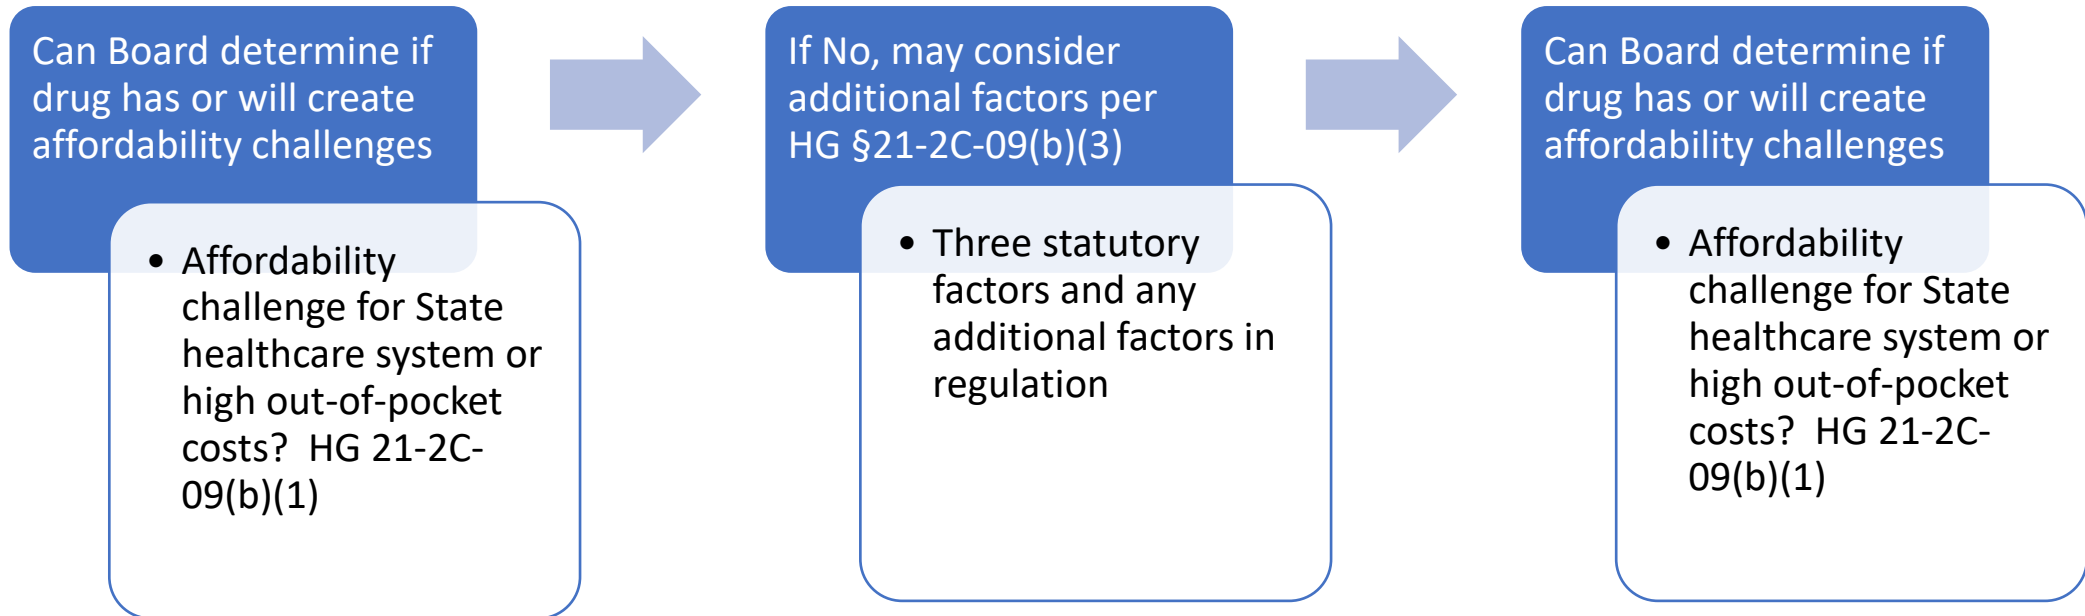 Can Board determine if
drug has or will create
affordability challenges
• Affordability
challenge for State
healthcare system or
high out-of-pocket
costs?  HG 21-2C-
09(b)(1)
If No, may consider
additional factors per
HG §21-2C-09(b)(3)
• Three statutory
factors and any
additional factors in
regulation
Can Board determine if
drug has or will create
affordability challenges
• Affordability
challenge for State
healthcare system or
high out-of-pocket
costs?  HG 21-2C-
09(b)(1)